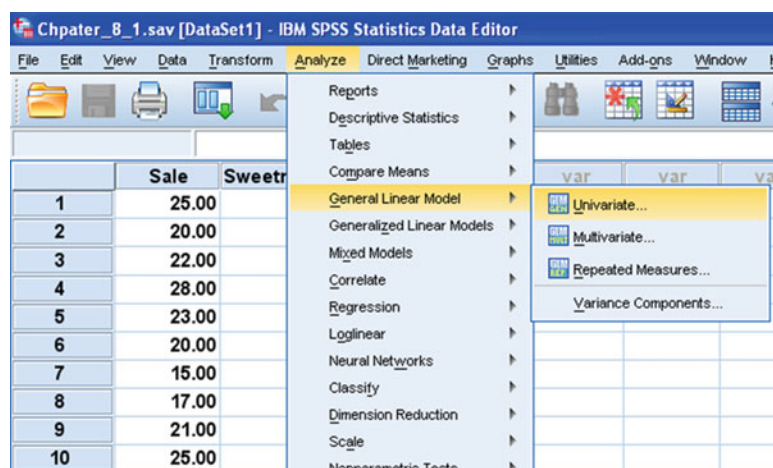 Chpater_8_1.sav [DataSet1] - IBM SPSS Statistics Data Editor
File Edit View Data Transform Analyze Direct Marketing Graphs Utilities Add-ons Window
Reports
Descriptive Statistics
Tables
Compare Means
General Linear Model
Generalized Linear Models
Mixed Models
Correlate
Regression
Loglinear
Neural Networks
Classify
Dimension Reduction
Scale
Nonparametric Tests
Univariate...
Multivariate...
Repeated Measures...
Variance Components...
Sale Sweetr var var va
1 25.00
2 20.00
3 22.00
4 28.00
5 23.00
6 20.00
7 15.00
8 17.00
9 21.00
10 25.00